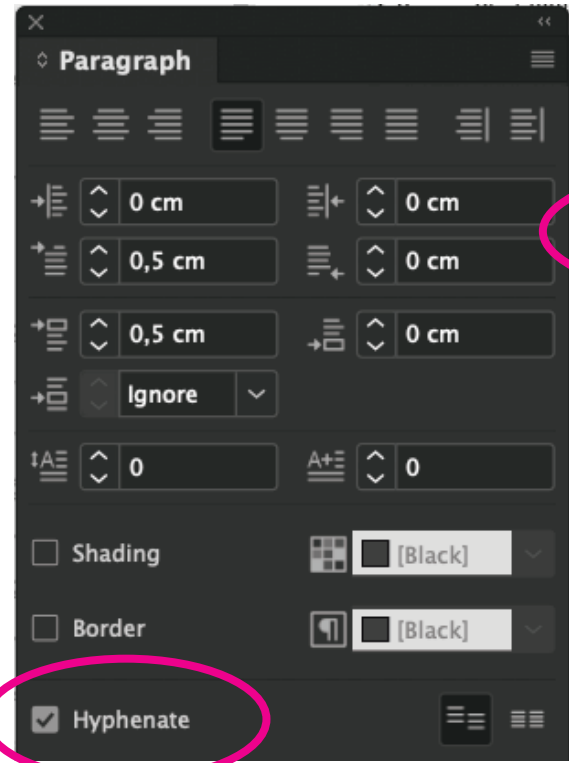 Paragraph
0 cm 0 cm
0,5 cm 0 cm
0,5 cm 0 cm
Ignore
0 0
Shading [Black]
Border [Black]
Hyphenate